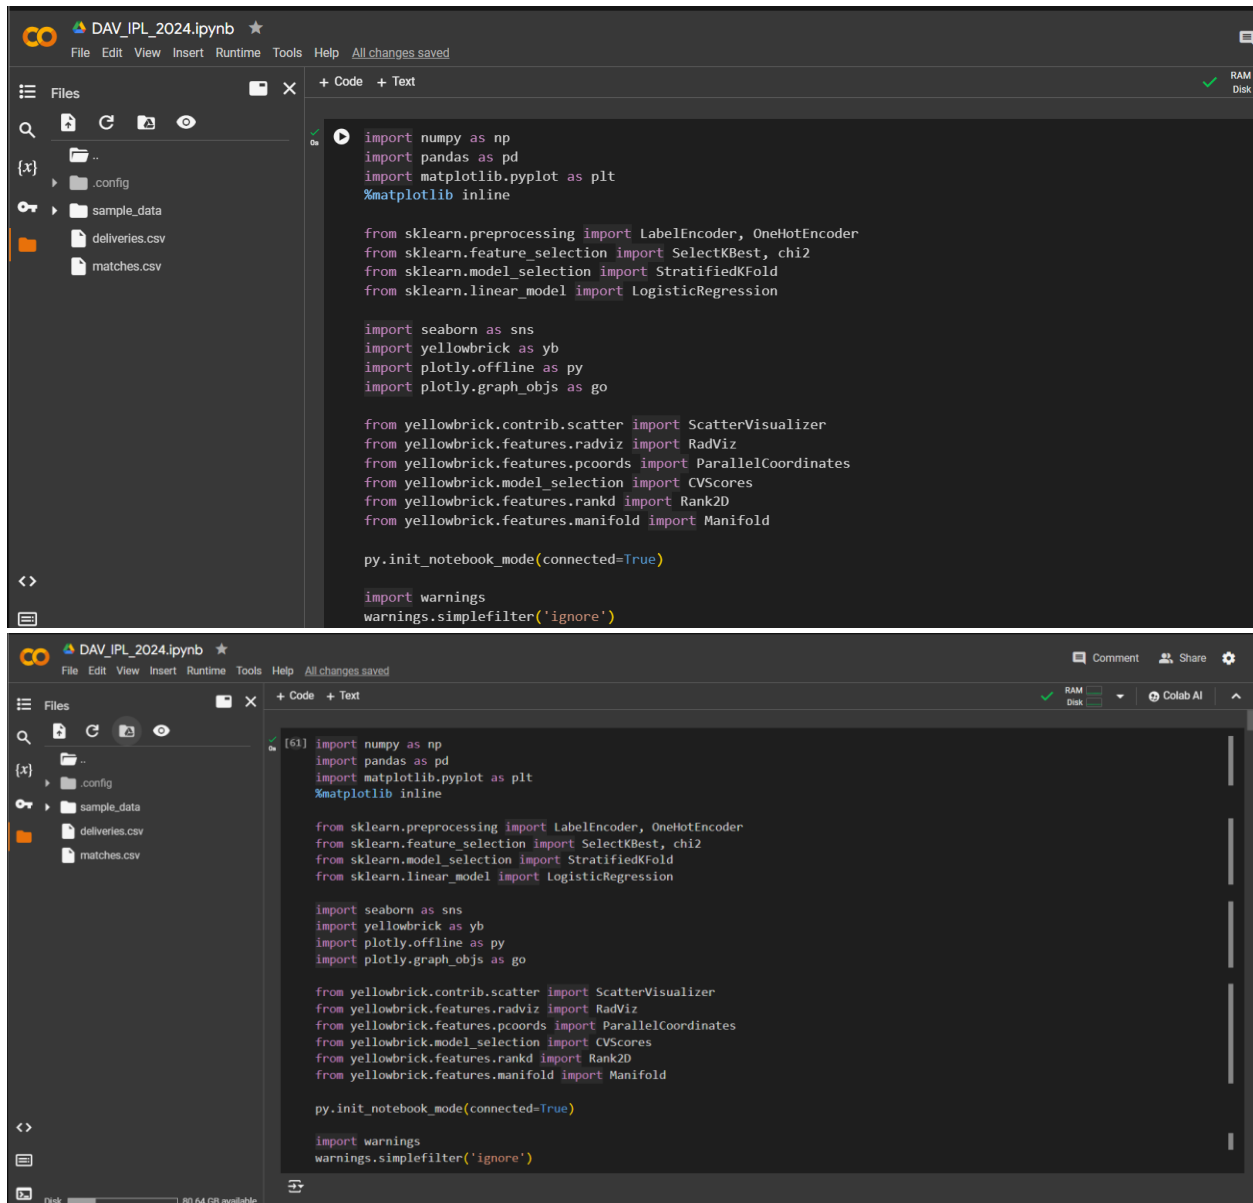 DAV_IPL_2024.ipynb
File Edit View Insert Runtime Tools Help All changes saved
Files
+ Code + Text
RAM
Disk
..
.config
sample_data
deliveries.csv
matches.csv
{x}
0s
import numpy as np
import pandas as pd
import matplotlib.pyplot as plt
%matplotlib inline
from sklearn.preprocessing import LabelEncoder, OneHotEncoder
from sklearn.feature_selection import SelectKBest, chi2
from sklearn.model_selection import StratifiedKFold
from sklearn.linear_model import LogisticRegression
import seaborn as sns
import yellowbrick as yb
import plotly.offline as py
import plotly.graph_objs as go
from yellowbrick.contrib.scatter import ScatterVisualizer
from yellowbrick.features.radviz import RadViz
from yellowbrick.features.pcoords import ParallelCoordinates
from yellowbrick.model_selection import CVScores
from yellowbrick.features.rankd import Rank2D
from yellowbrick.features.manifold import Manifold
py.init_notebook_mode(connected=True)
import warnings
warnings.simplefilter('ignore')
DAV_IPL_2024.ipynb
File Edit View Insert Runtime Tools Help All changes saved
Comment Share
Files
+ Code + Text
RAM
Disk
Colab AI
..
.config
sample_data
deliveries.csv
matches.csv
{x}
0s
[61] import numpy as np
import pandas as pd
import matplotlib.pyplot as plt
%matplotlib inline
from sklearn.preprocessing import LabelEncoder, OneHotEncoder
from sklearn.feature_selection import SelectKBest, chi2
from sklearn.model_selection import StratifiedKFold
from sklearn.linear_model import LogisticRegression
import seaborn as sns
import yellowbrick as yb
import plotly.offline as py
import plotly.graph_objs as go
from yellowbrick.contrib.scatter import ScatterVisualizer
from yellowbrick.features.radviz import RadViz
from yellowbrick.features.pcoords import ParallelCoordinates
from yellowbrick.model_selection import CVScores
from yellowbrick.features.rankd import Rank2D
from yellowbrick.features.manifold import Manifold
py.init_notebook_mode(connected=True)
import warnings
warnings.simplefilter('ignore')
Disk 80.64 GB available